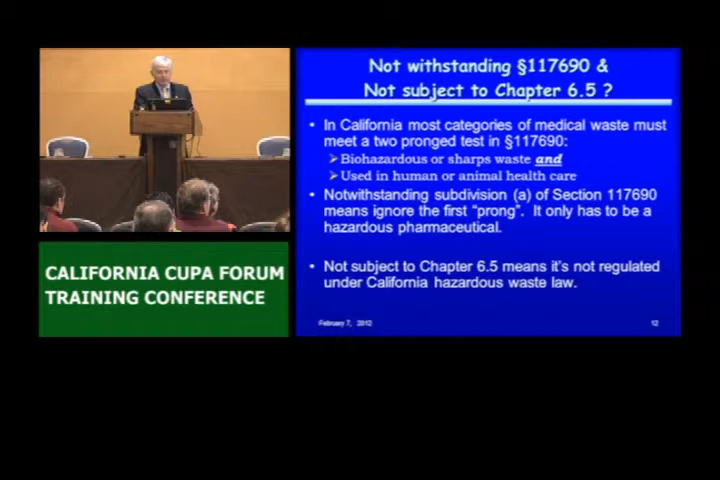 Not withstanding §117690 &
Not subject to Chapter 6.5 ?
• In California most categories of medical waste must
meet a two pronged test in §117690:
➢Biohazardous or sharps waste and
➢Used in human or animal health care
• Notwithstanding subdivision (a) of Section 117690
means ignore the first "prong". It only has to be a
hazardous pharmaceutical.
• Not subject to Chapter 6.5 means it's not regulated
under California hazardous waste law.
February 7, 2012
12
CALIFORNIA CUPA FORUM
TRAINING CONFERENCE